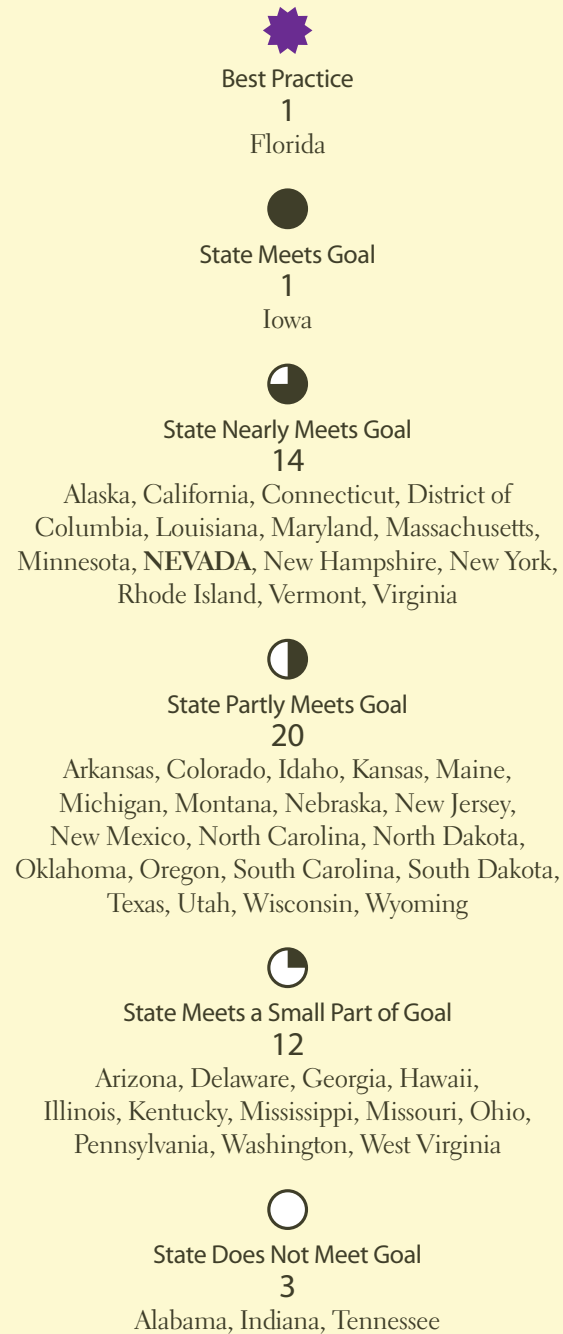 Best Practice
1
Florida
State Meets Goal
1
Iowa
State Nearly Meets Goal
14
Alaska, California, Connecticut, District of
Columbia, Louisiana, Maryland, Massachusetts,
Minnesota, NEVADA, New Hampshire, New York,
Rhode Island, Vermont, Virginia
State Partly Meets Goal
20
Arkansas, Colorado, Idaho, Kansas, Maine,
Michigan, Montana, Nebraska, New Jersey,
New Mexico, North Carolina, North Dakota,
Oklahoma, Oregon, South Carolina, South Dakota,
Texas, Utah, Wisconsin, Wyoming
State Meets a Small Part of Goal
12
Arizona, Delaware, Georgia, Hawaii,
Illinois, Kentucky, Mississippi, Missouri, Ohio,
Pennsylvania, Washington, West Virginia
State Does Not Meet Goal
3
Alabama, Indiana, Tennessee